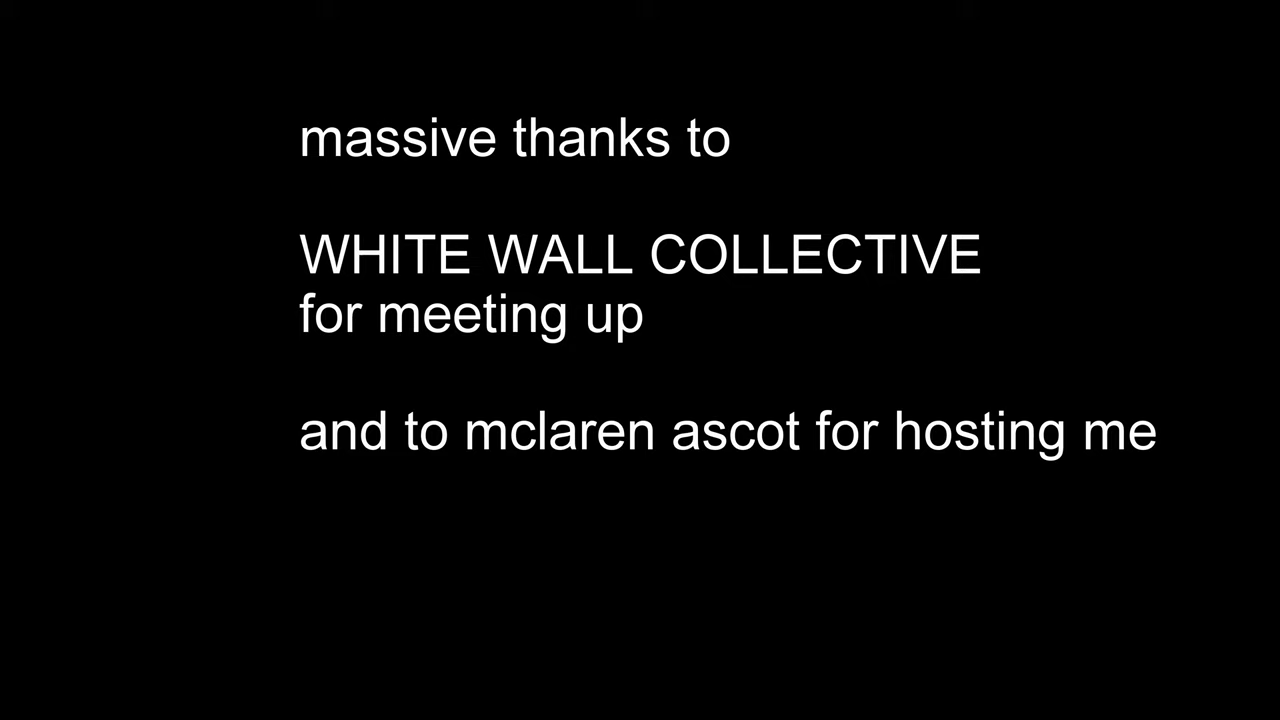 massive thanks to
WHITE WALL COLLECTIVE
for meeting up
and to mclaren ascot for hosting me